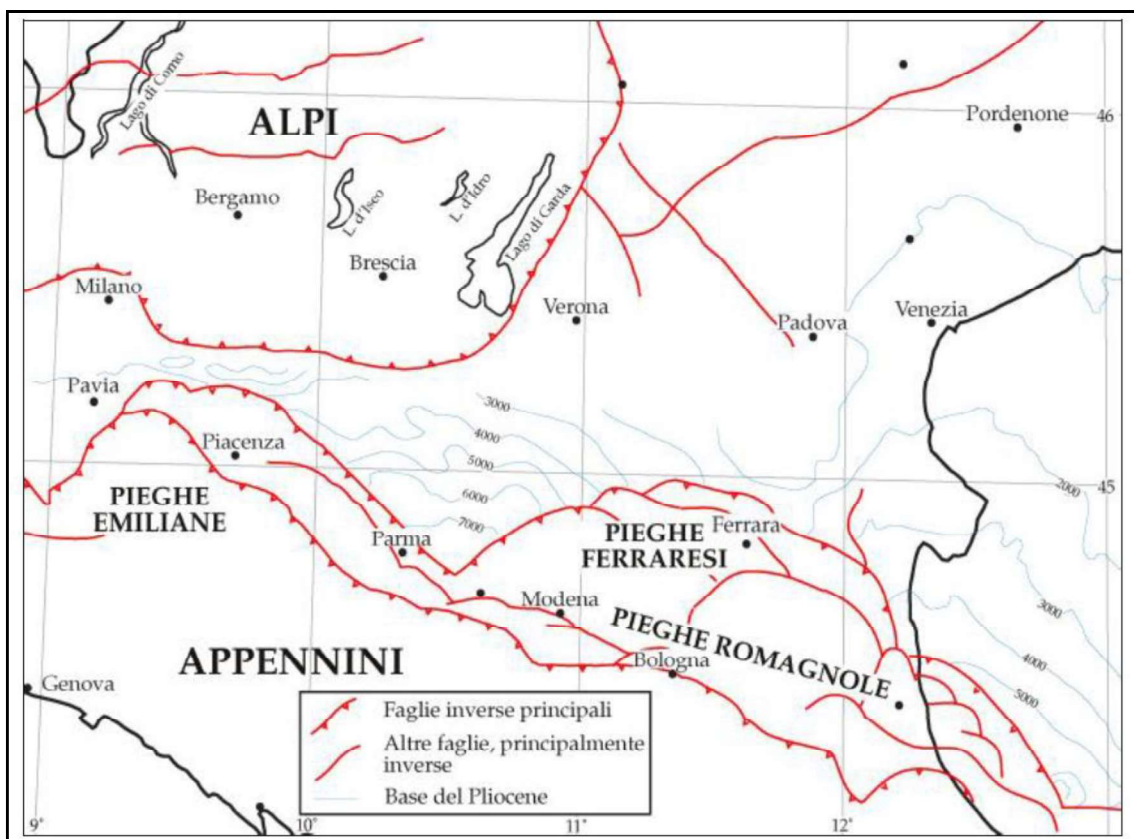 Lago di Como
ALPI
Pordenone
46
Bergamo
L. d'Iseo
L. d'Idro
Lago di Garda
Brescia
Milano
Verona
Padova
Venezia
Pavia
3000
4000
5000
6000
7000
Piacenza
45
2000
PIEGHE
EMILIANE
Parma
PIEGHE
FERRARESI
Ferrara
Modena
3000
PIEGHE ROMAGNOLE
4000
5000
APPENNINI
Bologna
Genova
Faglie inverse principali
Altre faglie, principalmente
inverse
Base del Pliocene
9°
10°
11°
12°